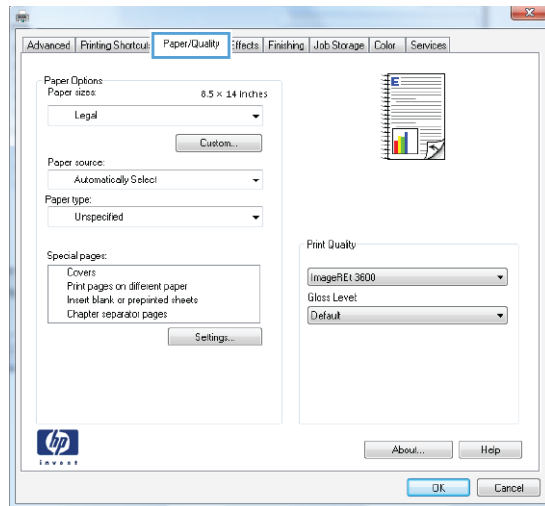 Advanced Printing Shortcuts Paper/Quality Effects Finishing Job Storage Color Services
Paper Options
Paper sizes: 8.5 × 14 inches
Legal
Custom...
Paper source:
Automatically Select
Paper type:
Unspecified
Special pages:
Covers
Print pages on different paper
Insert blank or preprinted sheets
Chapter separator pages
Settings...
E
Print Quality
ImageREt 3600
Gloss Level:
Default
hp
invent
About... Help
OK Cancel